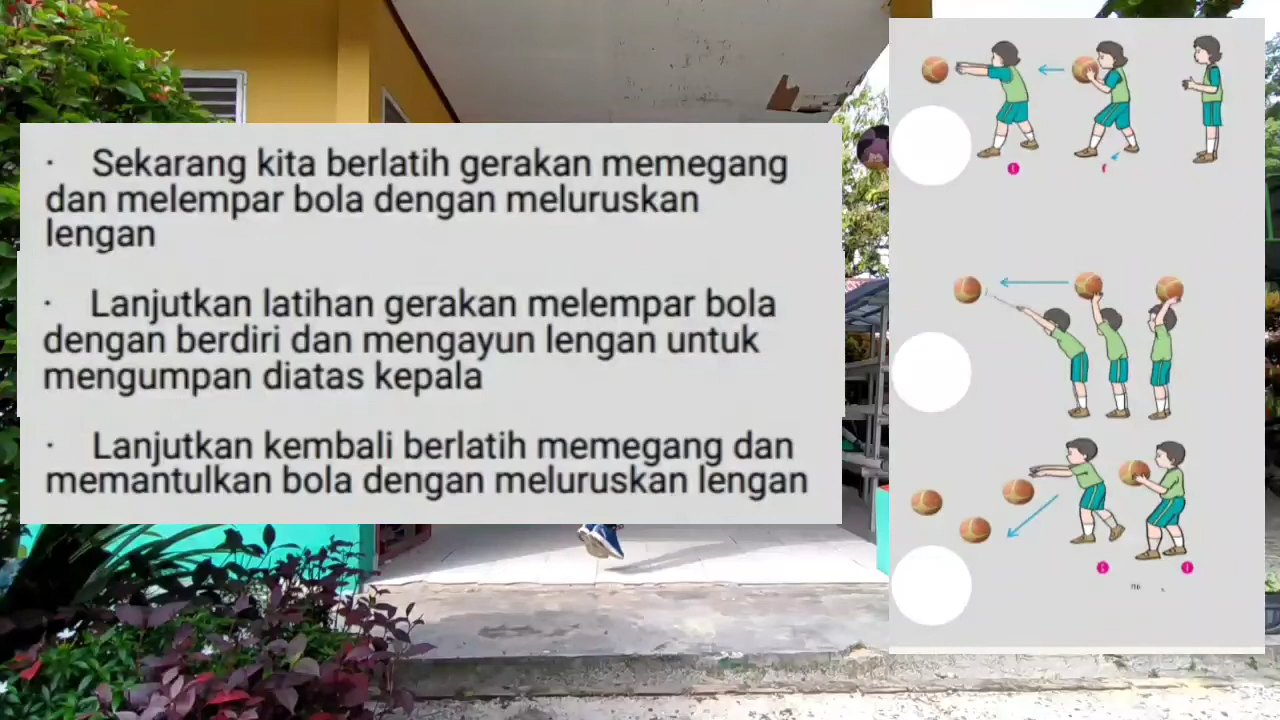 · Sekarang kita berlatih gerakan memegang
dan melempar bola dengan meluruskan
lengan
· Lanjutkan latihan gerakan melempar bola
dengan berdiri dan mengayun lengan untuk
mengumpan diatas kepala
· Lanjutkan kembali berlatih memegang dan
memantulkan bola dengan meluruskan lengan